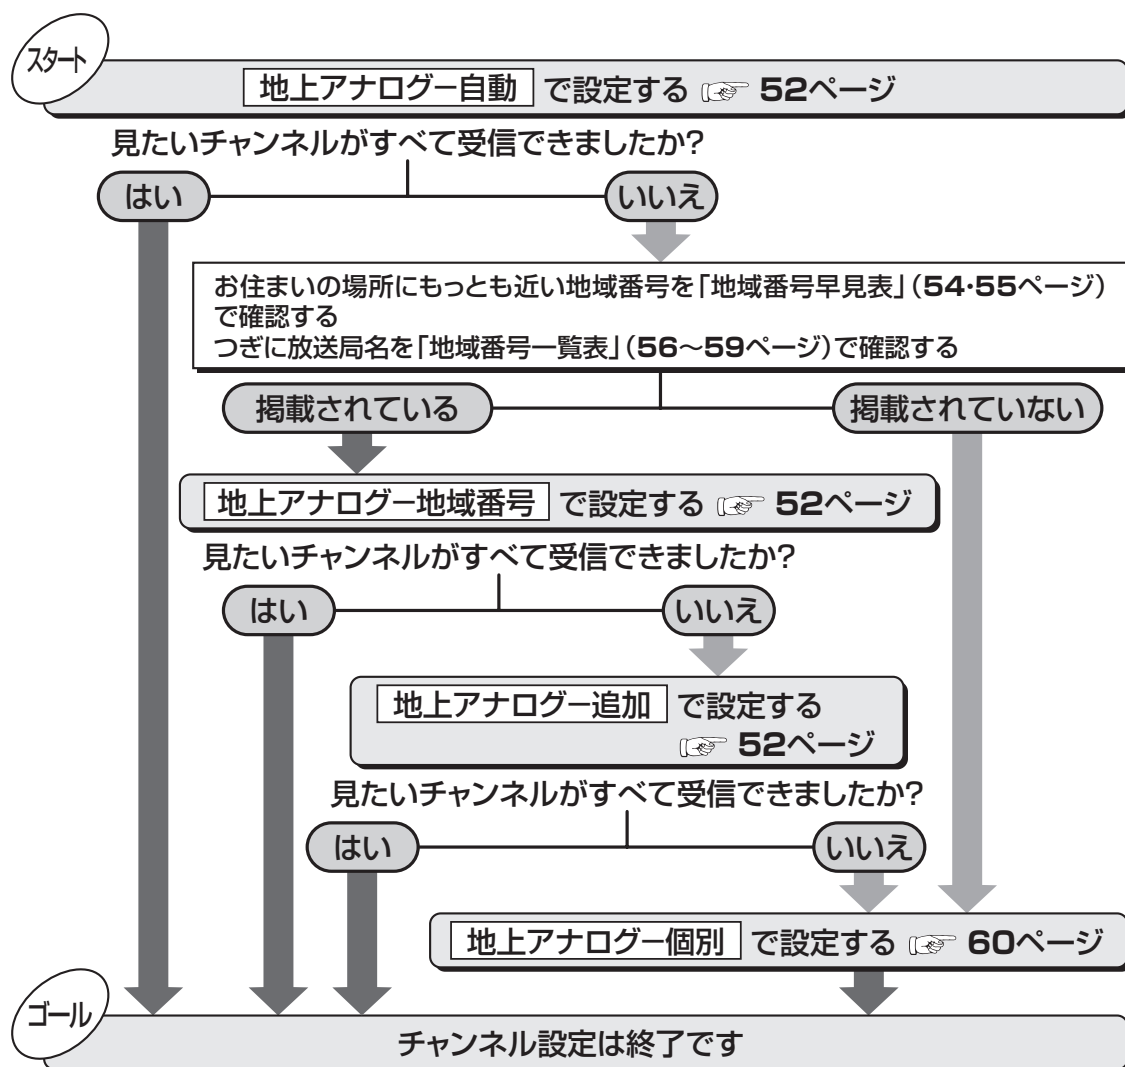 スタート
地上アナログー自動 で設定する ☞ 52ページ
見たいチャンネルがすべて受信できましたか?
はい
いいえ
お住まいの場所にもっとも近い地域番号を「地域番号早見表」(54・55ページ)
で確認する
つぎに放送局名を「地域番号一覧表」(56〜59ページ)で確認する
掲載されている
掲載されていない
地上アナログー地域番号 で設定する ☞ 52ページ
見たいチャンネルがすべて受信できましたか?
はい
いいえ
地上アナログー追加 で設定する
☞ 52ページ
見たいチャンネルがすべて受信できましたか?
はい
いいえ
地上アナログー個別 で設定する ☞ 60ページ
ゴール
チャンネル設定は終了です